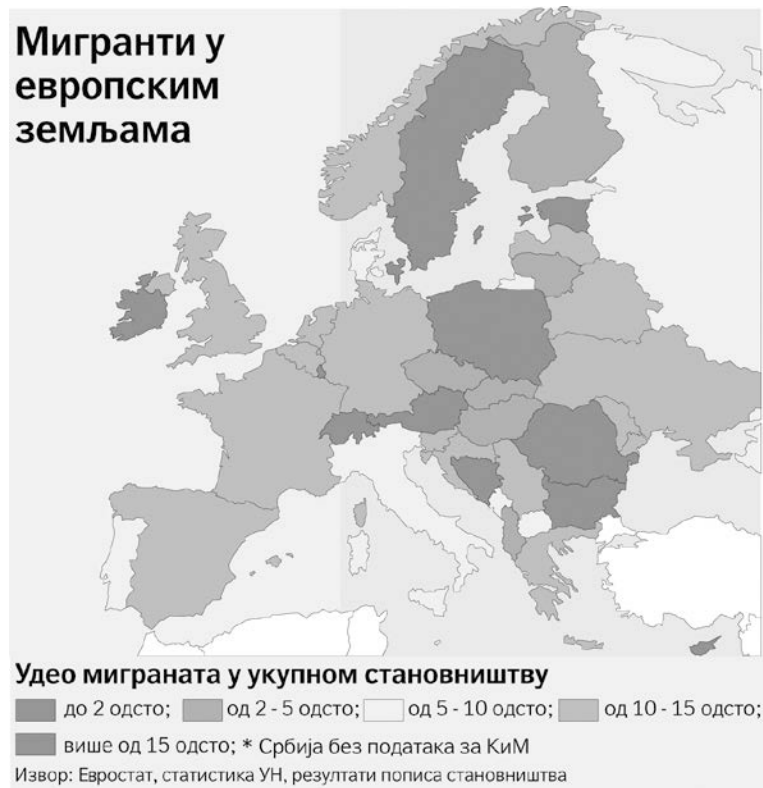 Мигранти у
европским
земљама
Удео миграната у укупном становништву
до 2 одсто; од 2 - 5 одсто; од 5 - 10 одсто; од 10 - 15 одсто;
више од 15 одсто; * Србија без података за КиМ
Извор: Евростат, статистика УН, резултати пописа становништва